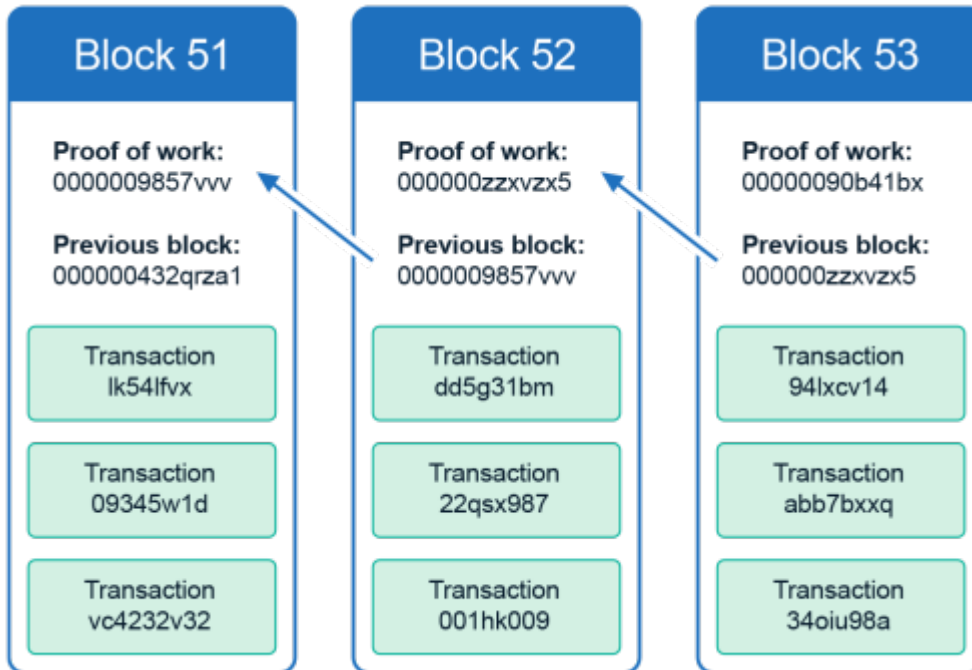 Block 51
Proof of work:
0000009857vvv
Previous block:
000000432qrza1
Transaction
lk54lfvx
Transaction
09345w1d
Transaction
vc4232v32
Block 52
Proof of work:
000000zzxvzx5
Previous block:
0000009857vvv
Transaction
dd5g31bm
Transaction
22qsx987
Transaction
001hk009
Block 53
Proof of work:
00000090b41bx
Previous block:
000000zzxvzx5
Transaction
94lxcv14
Transaction
abb7bxxq
Transaction
34oiu98a